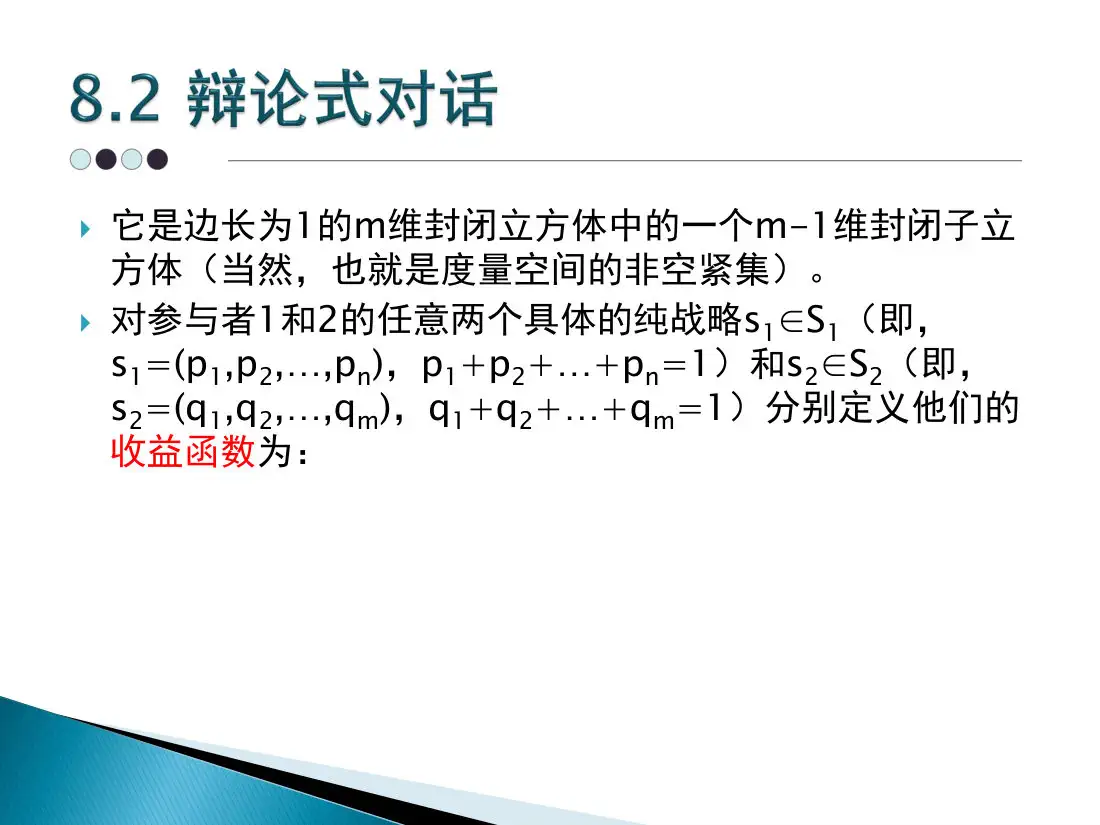 8.2 辩论式对话
它是边长为1的m维封闭立方体中的一个m-1维封闭子立
方体（当然，也就是度量空间的非空紧集）。
对参与者1和2的任意两个具体的纯战略s₁∈S₁（即，
s₁=(p₁,p₂,…,pₙ)，p₁+p₂+…+pₙ=1）和s₂∈S₂（即，
s₂=(q₁,q₂,…,qₘ)，q₁+q₂+…+qₘ=1）分别定义他们的
收益函数为：